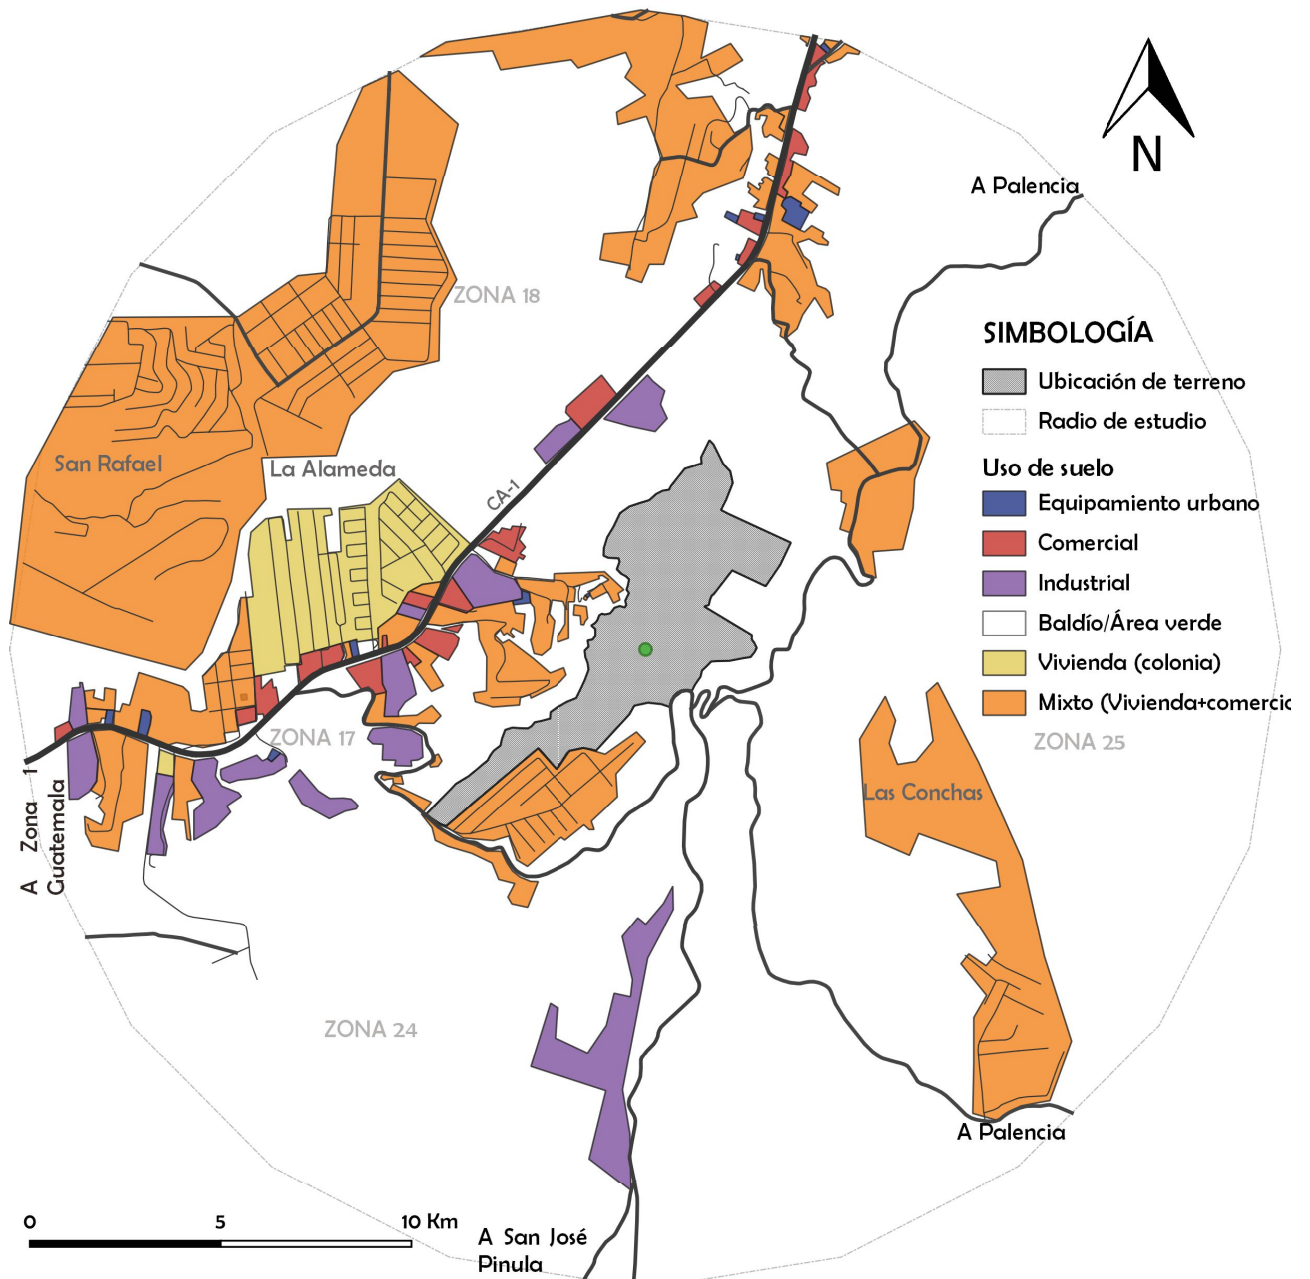 N
A Palencia
ZONA 18
SIMBOLOGÍA
Ubicación de terreno
Radio de estudio
Uso de suelo
Equipamiento urbano
Comercial
Industrial
Baldío/Área verde
Vivienda (colonia)
Mixto (Vivienda+comercio
San Rafael
La Alameda
CA-1
ZONA 17
ZONA 25
Las Conchas
A Zona 1
Guatemala
ZONA 24
A Palencia
0 5 10 Km
A San José
Pinula